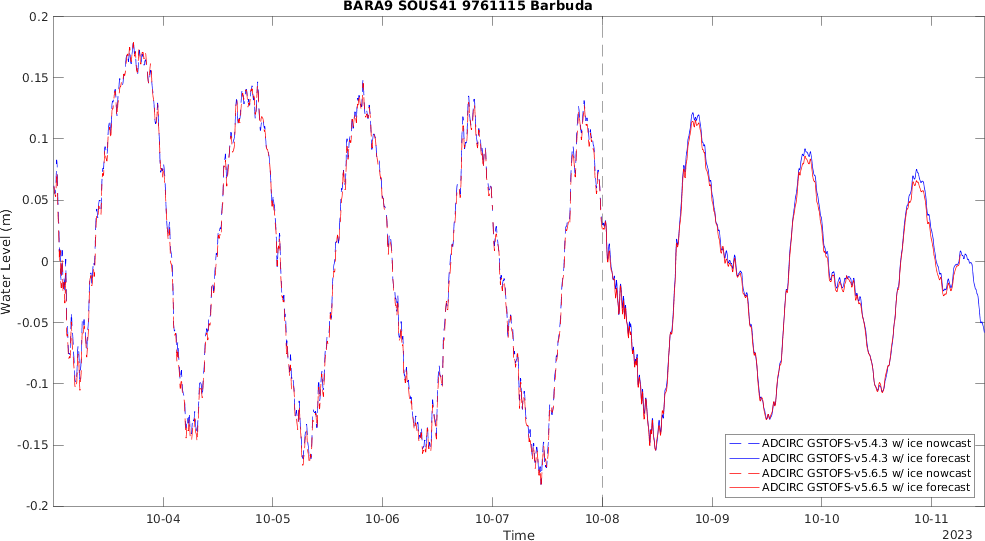 BARA9 SOUS41 9761115 Barbuda
0.2
0.15
0.1
0.05
0
-0.05
-0.1
-0.15
-0.2
Water Level (m)
10-04 10-05 10-06 10-07 10-08 10-09 10-10 10-11
Time
2023
ADCIRC GSTOFS-v5.4.3 w/ ice nowcast
ADCIRC GSTOFS-v5.4.3 w/ ice forecast
ADCIRC GSTOFS-v5.6.5 w/ ice nowcast
ADCIRC GSTOFS-v5.6.5 w/ ice forecast